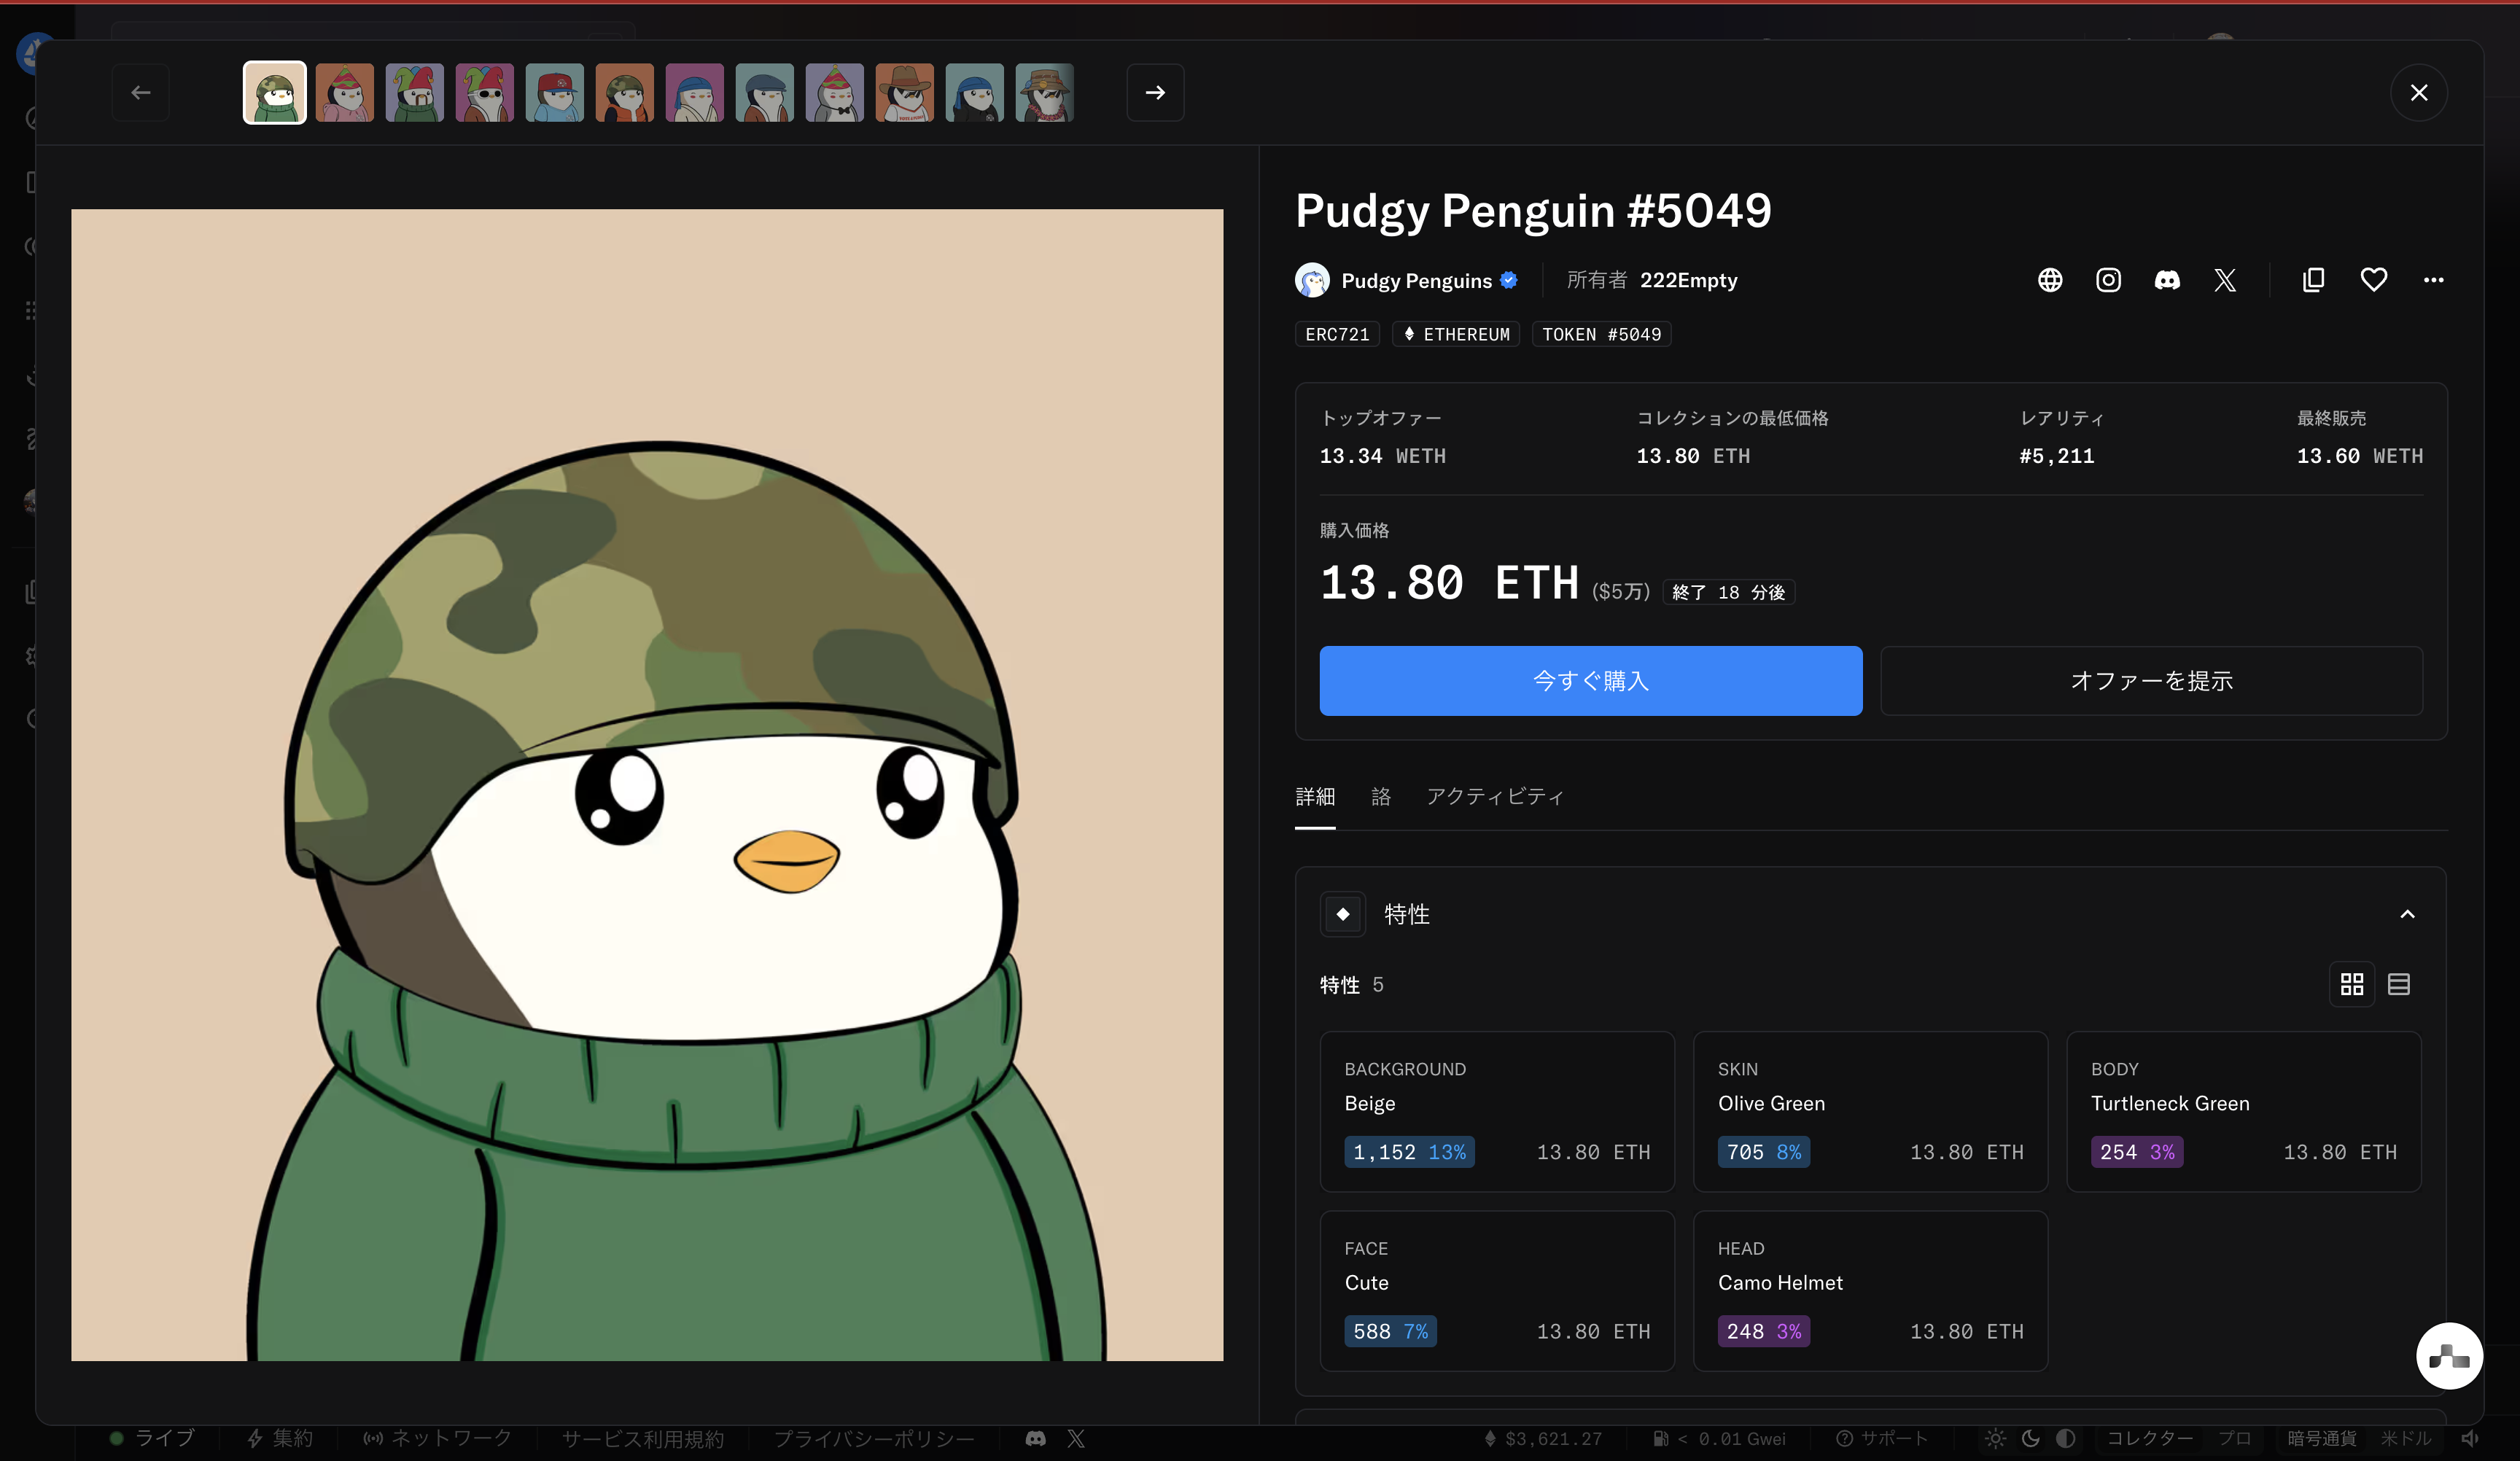 Pudgy Penguin #5049
Pudgy Penguins
所有者 222Empty
ERC721
ETHEREUM
TOKEN #5049
トップオファー
13.34 WETH
コレクションの最低価格
13.80 ETH
レアリティ
#5,211
最終販売
13.60 WETH
購入価格
13.80 ETH ($5万) 終了 18 分後
今すぐ購入
オファーを提示
詳細 諮 アクティビティ
特性
特性 5
BACKGROUND
Beige
1,152 13% 13.80 ETH
SKIN
Olive Green
705 8% 13.80 ETH
BODY
Turtleneck Green
254 3% 13.80 ETH
FACE
Cute
588 7% 13.80 ETH
HEAD
Camo Helmet
248 3% 13.80 ETH
ライブ 集約 ネットワーク サービス利用規約 プライバシーポリシー $3,621.27 < 0.01 Gwei サポート コレクター プロ 暗号通貨 米ドル